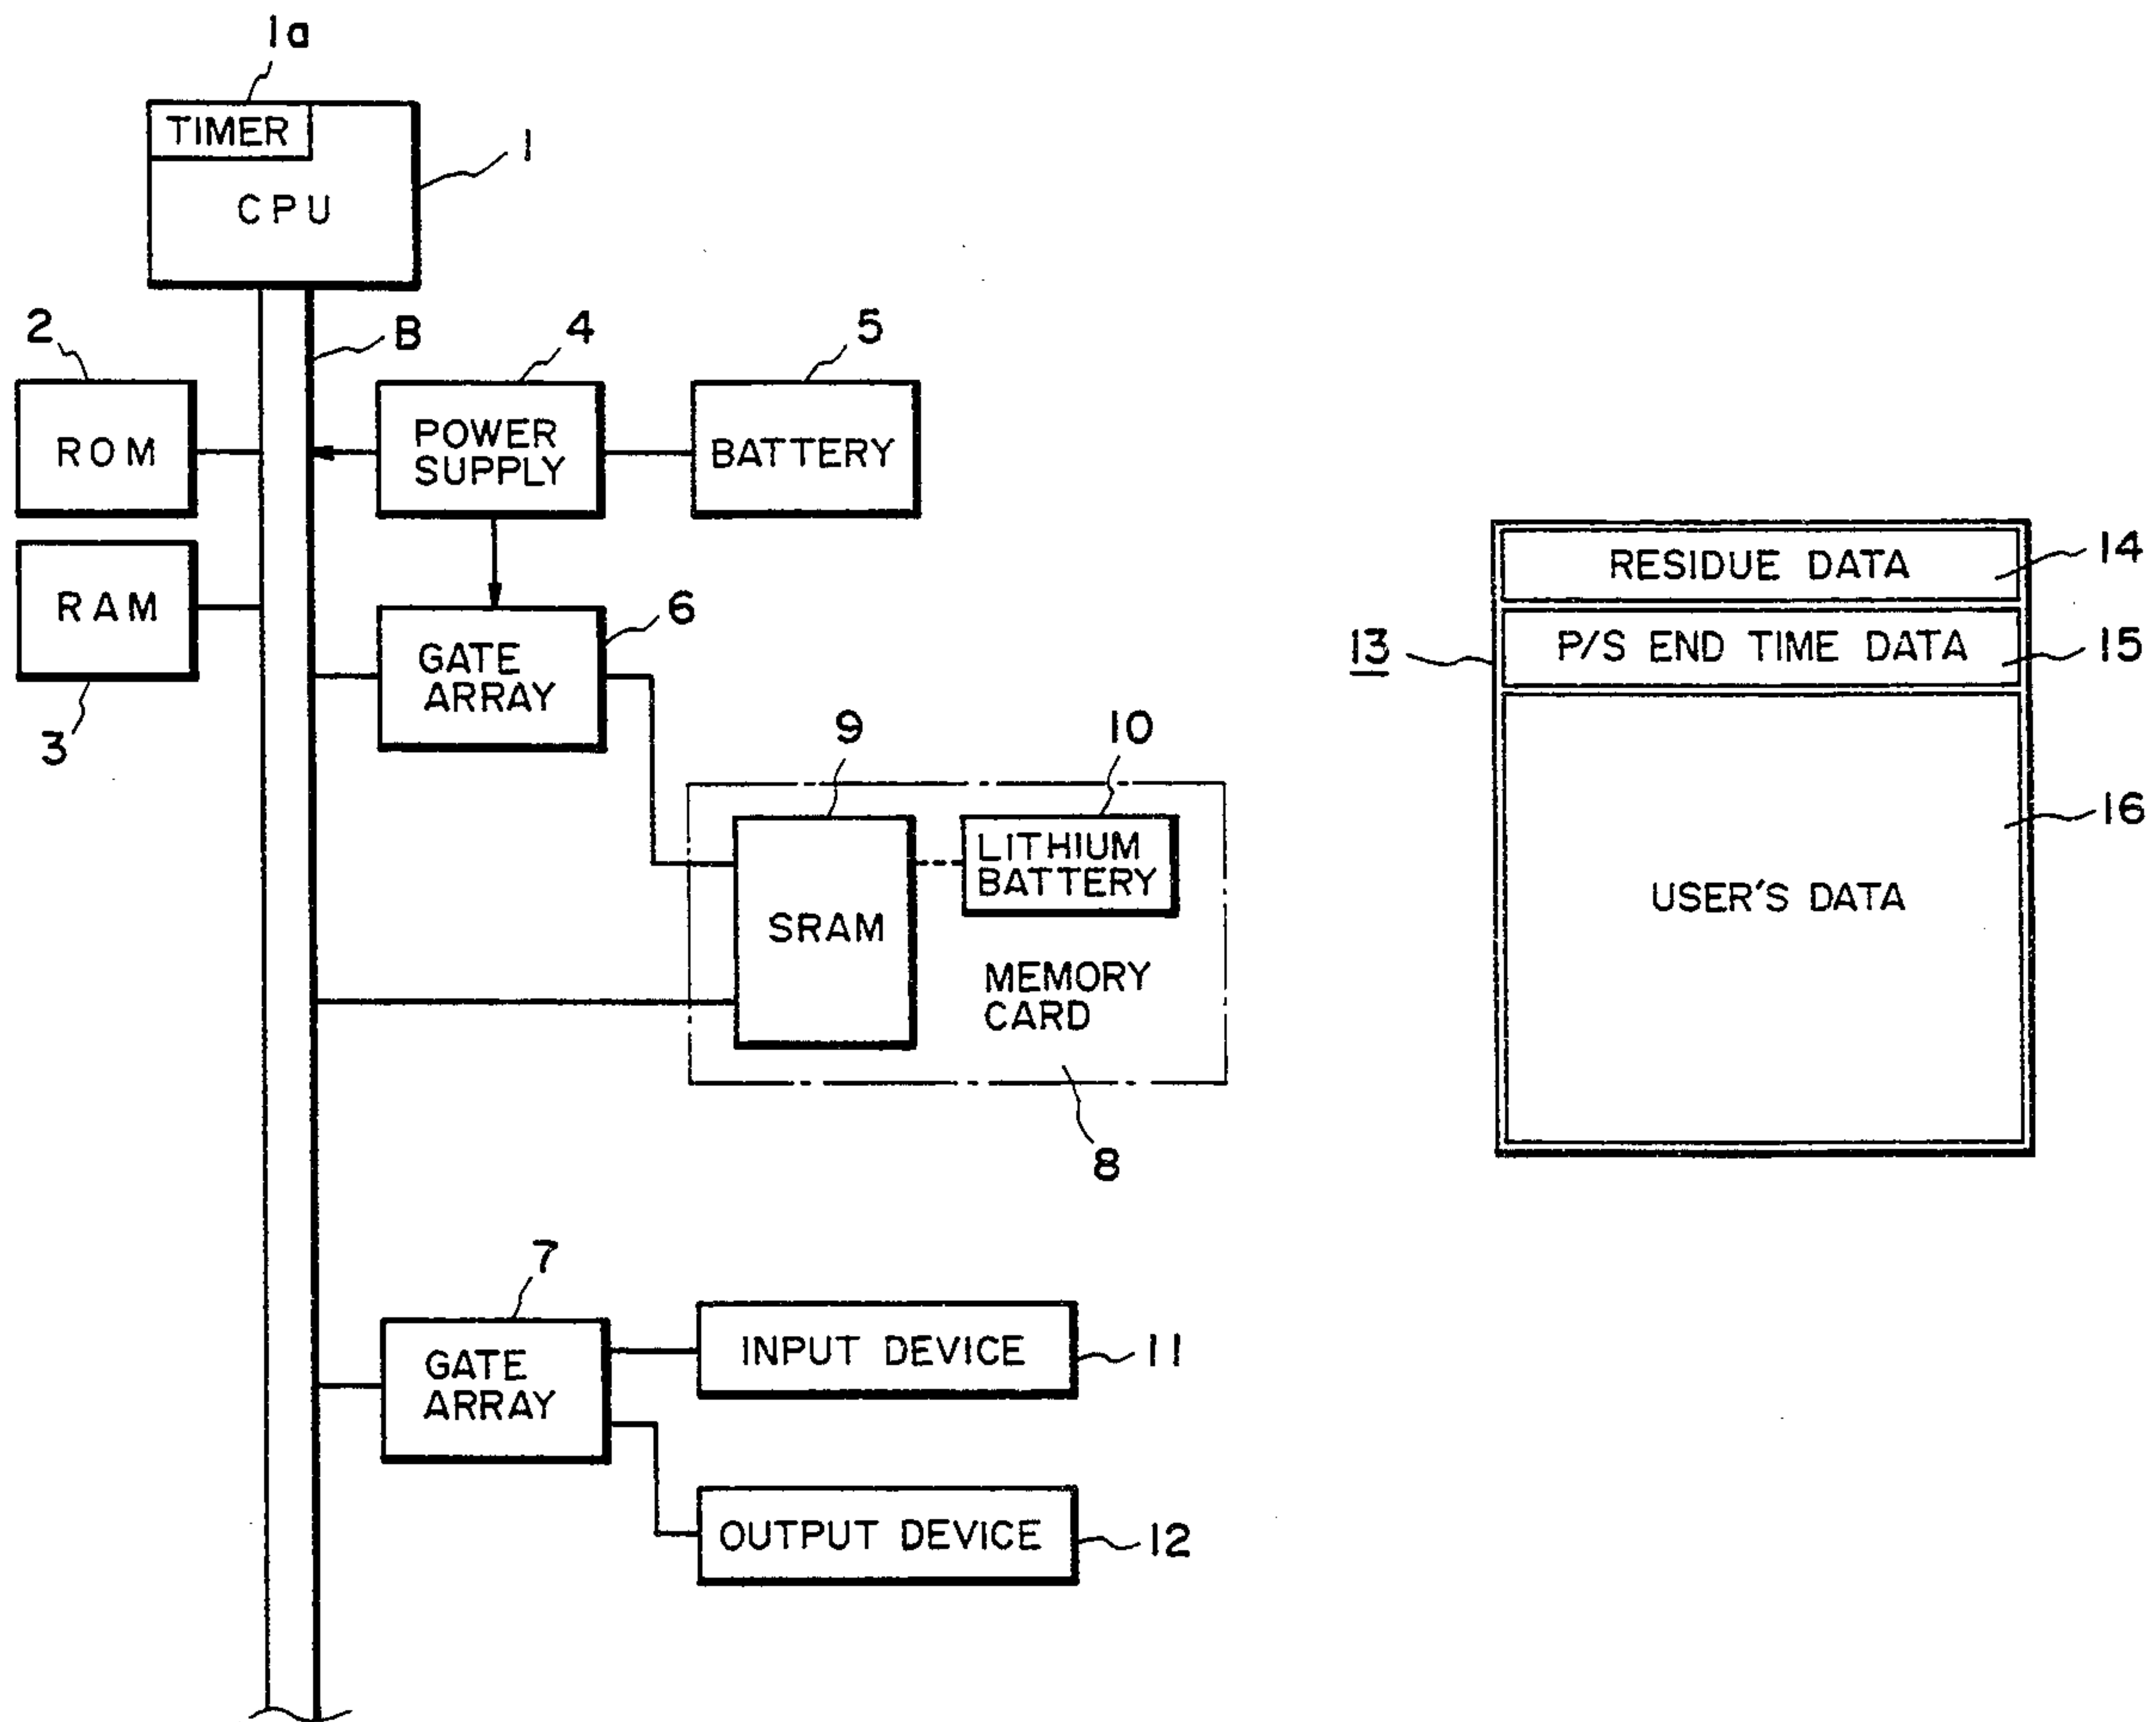 1a
TIMER
CPU
1
2
B
4
5
ROM
POWER
SUPPLY
BATTERY
RAM
3
GATE
ARRAY
6
9
10
SRAM
LITHIUM
BATTERY
MEMORY
CARD
8
7
GATE
ARRAY
INPUT DEVICE
11
OUTPUT DEVICE
12
13
RESIDUE DATA
14
P/S END TIME DATA
15
USER'S DATA
16